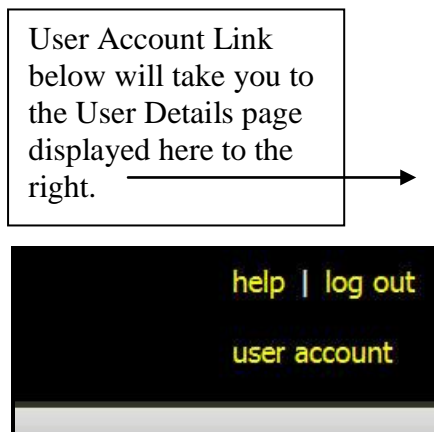 User Account Link
below will take you to
the User Details page
displayed here to the
right.
help | log out
user account